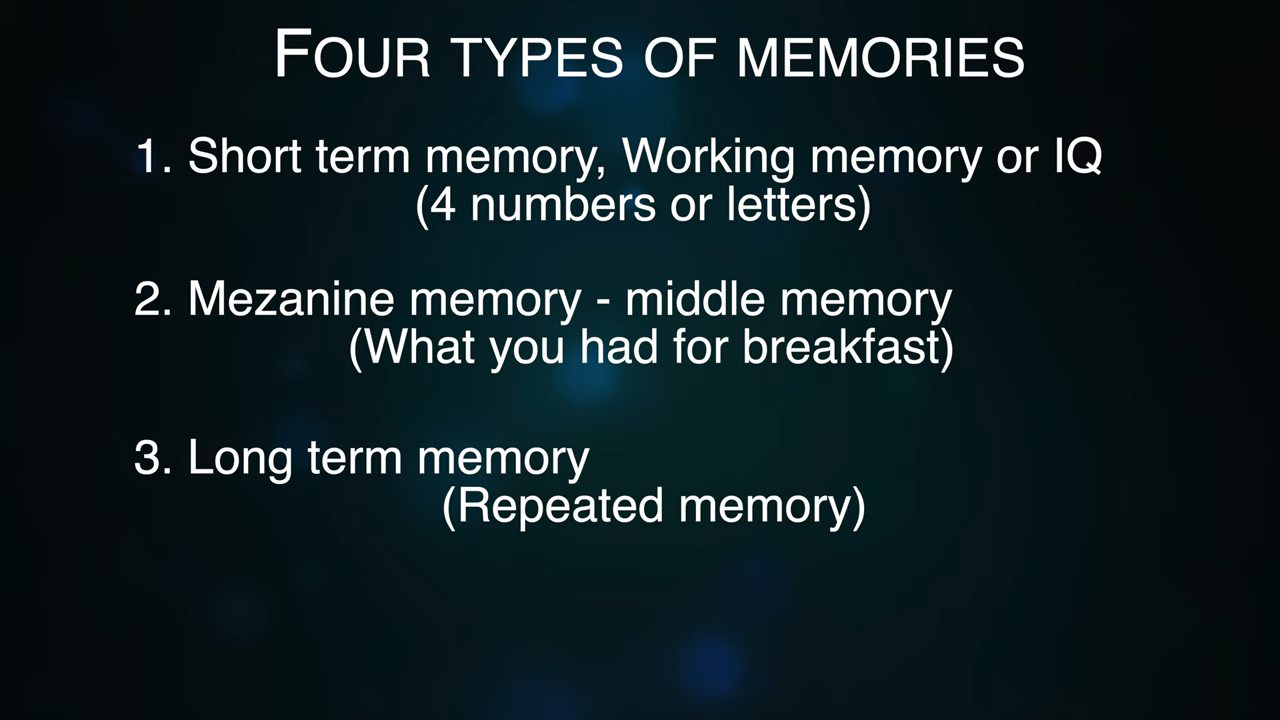 FOUR TYPES OF MEMORIES
1. Short term memory, Working memory or IQ
(4 numbers or letters)
2. Mezanine memory - middle memory
(What you had for breakfast)
3. Long term memory
(Repeated memory)